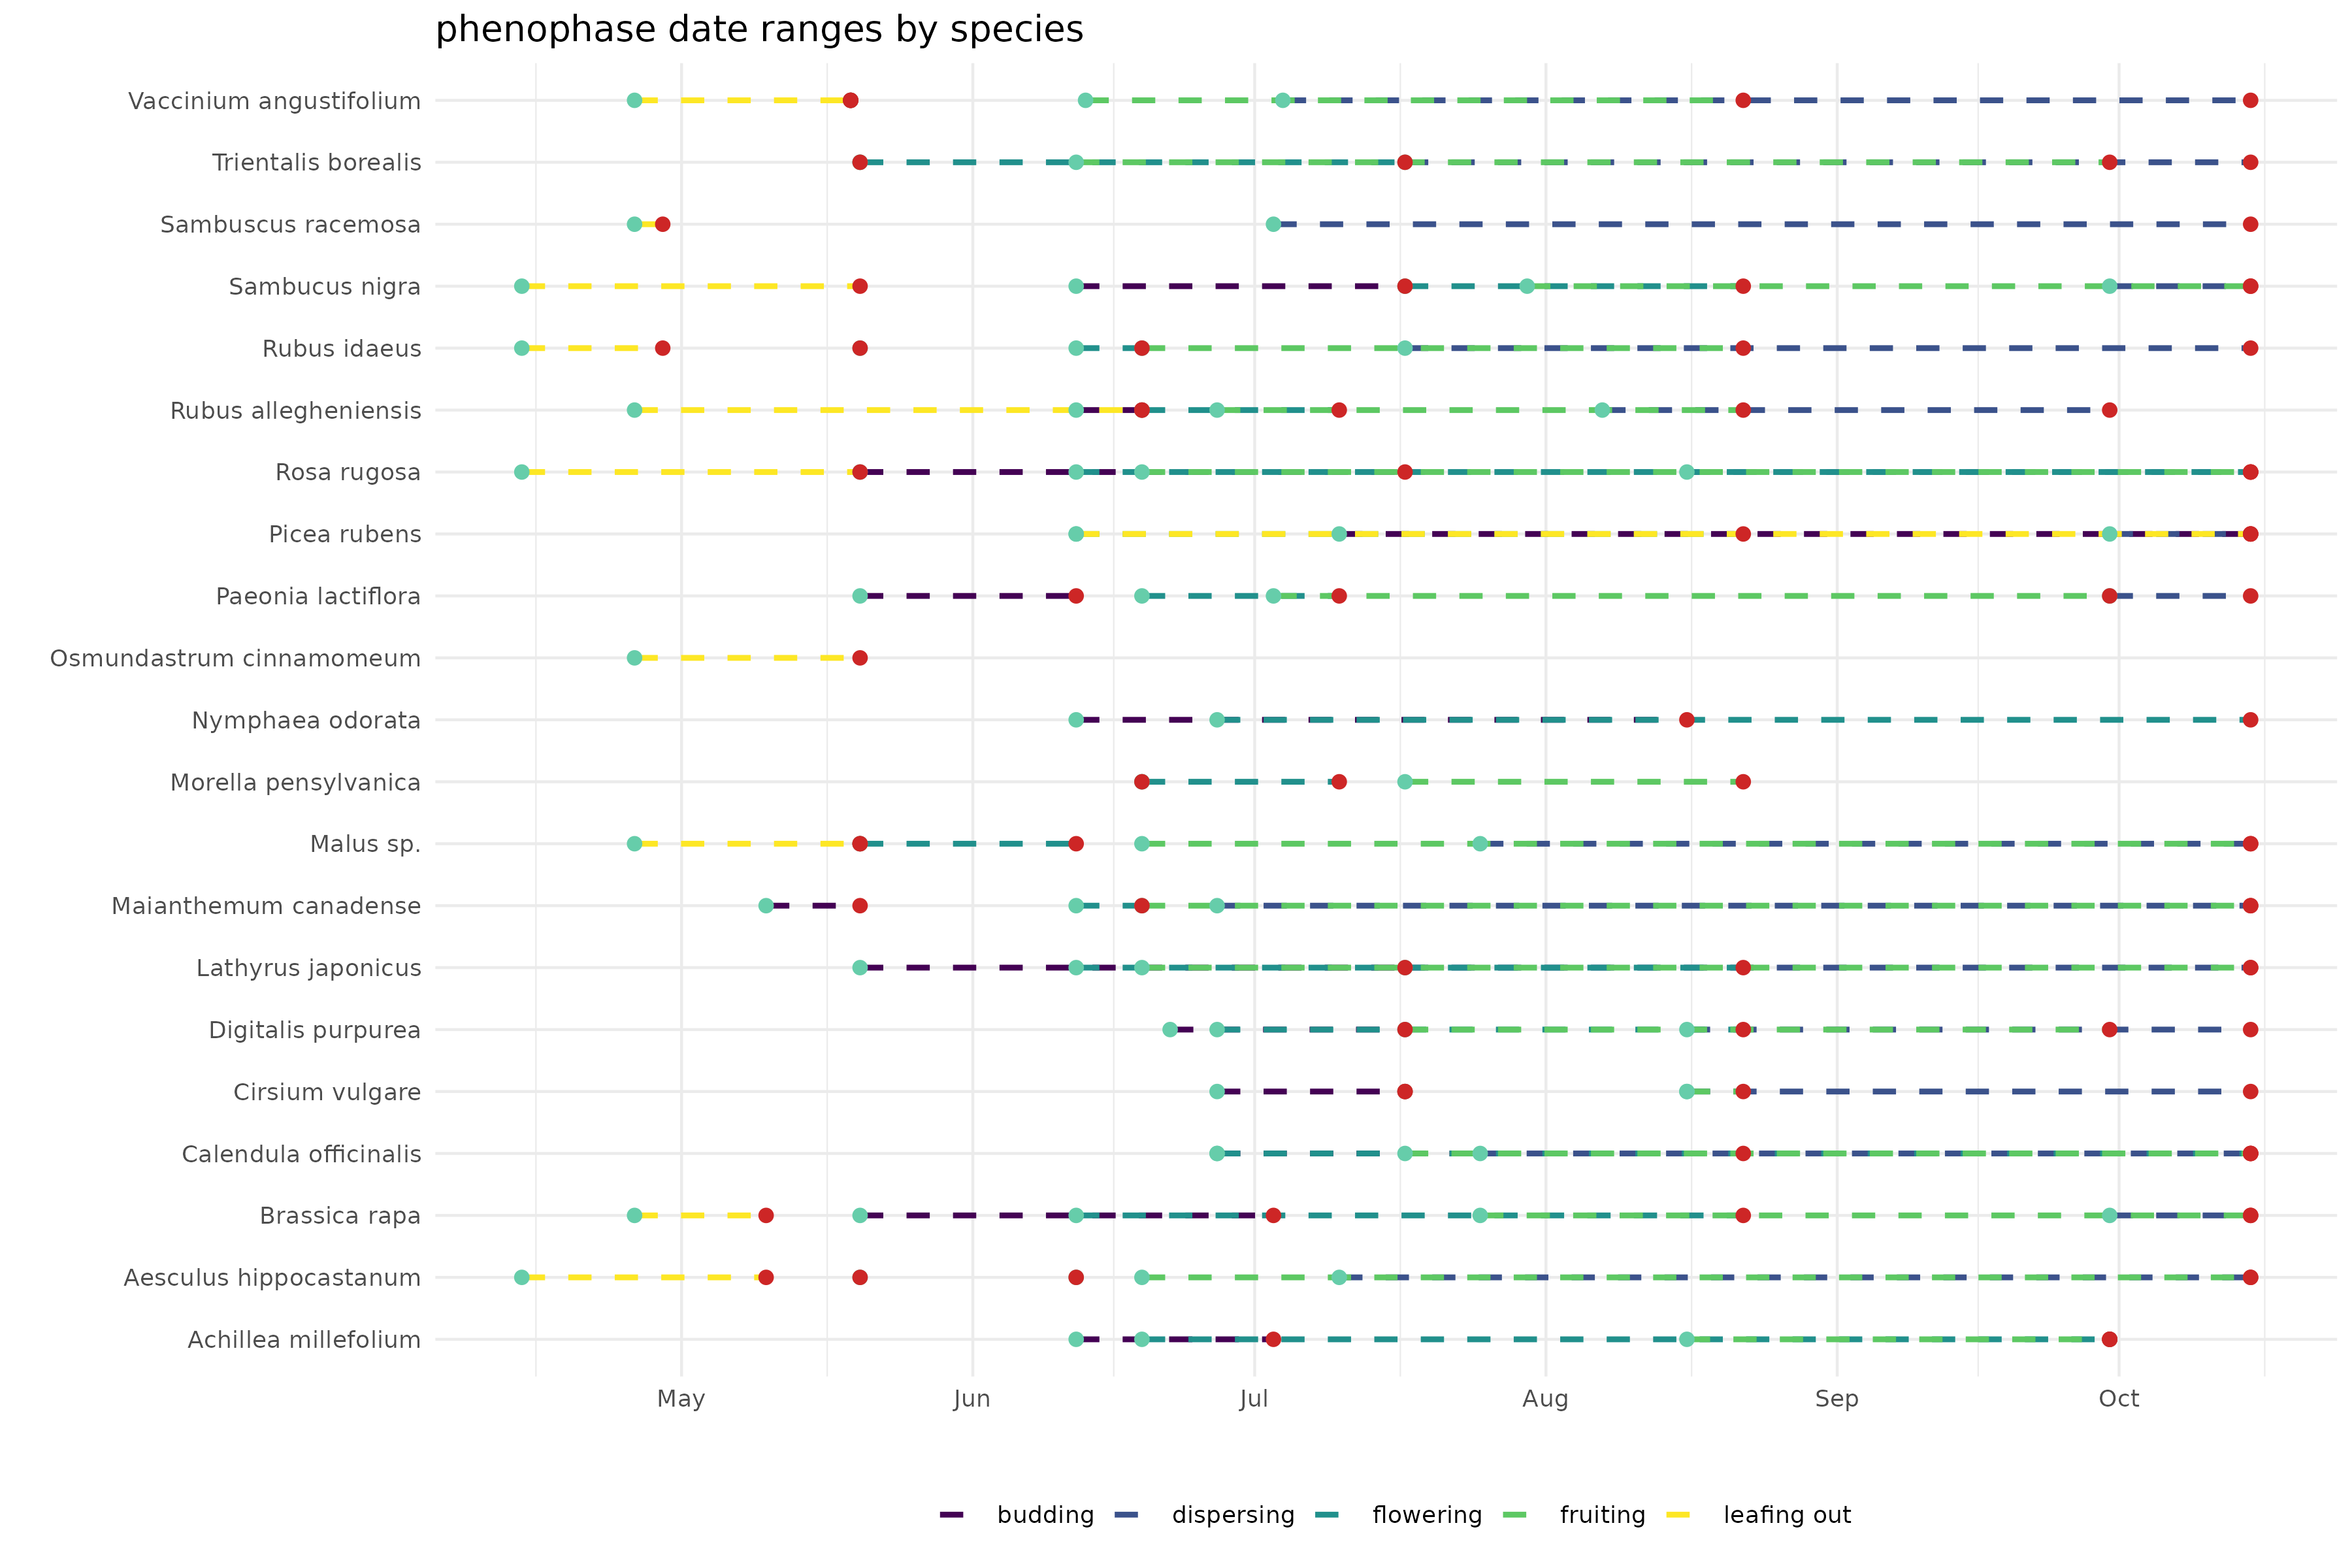 phenophase date ranges by species
Vaccinium angustifolium
Trientalis borealis
Sambuscus racemosa
Sambucus nigra
Rubus idaeus
Rubus allegheniensis
Rosa rugosa
Picea rubens
Paeonia lactiflora
Osmundastrum cinnamomeum
Nymphaea odorata
Morella pensylvanica
Malus sp.
Maianthemum canadense
Lathyrus japonicus
Digitalis purpurea
Cirsium vulgare
Calendula officinalis
Brassica rapa
Aesculus hippocastanum
Achillea millefolium
May Jun Jul Aug Sep Oct
budding dispersing flowering fruiting leafing out